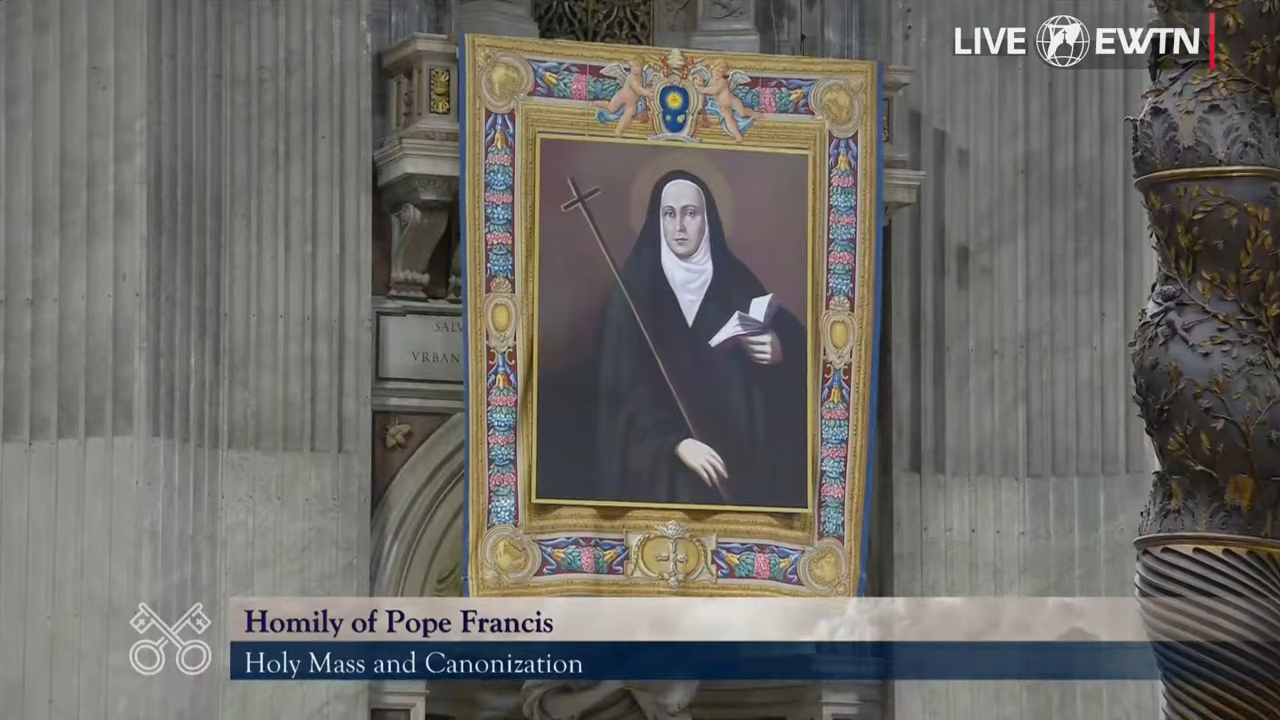 LIVE EWTN
SALV
VRBAN
Homily of Pope Francis
Holy Mass and Canonization